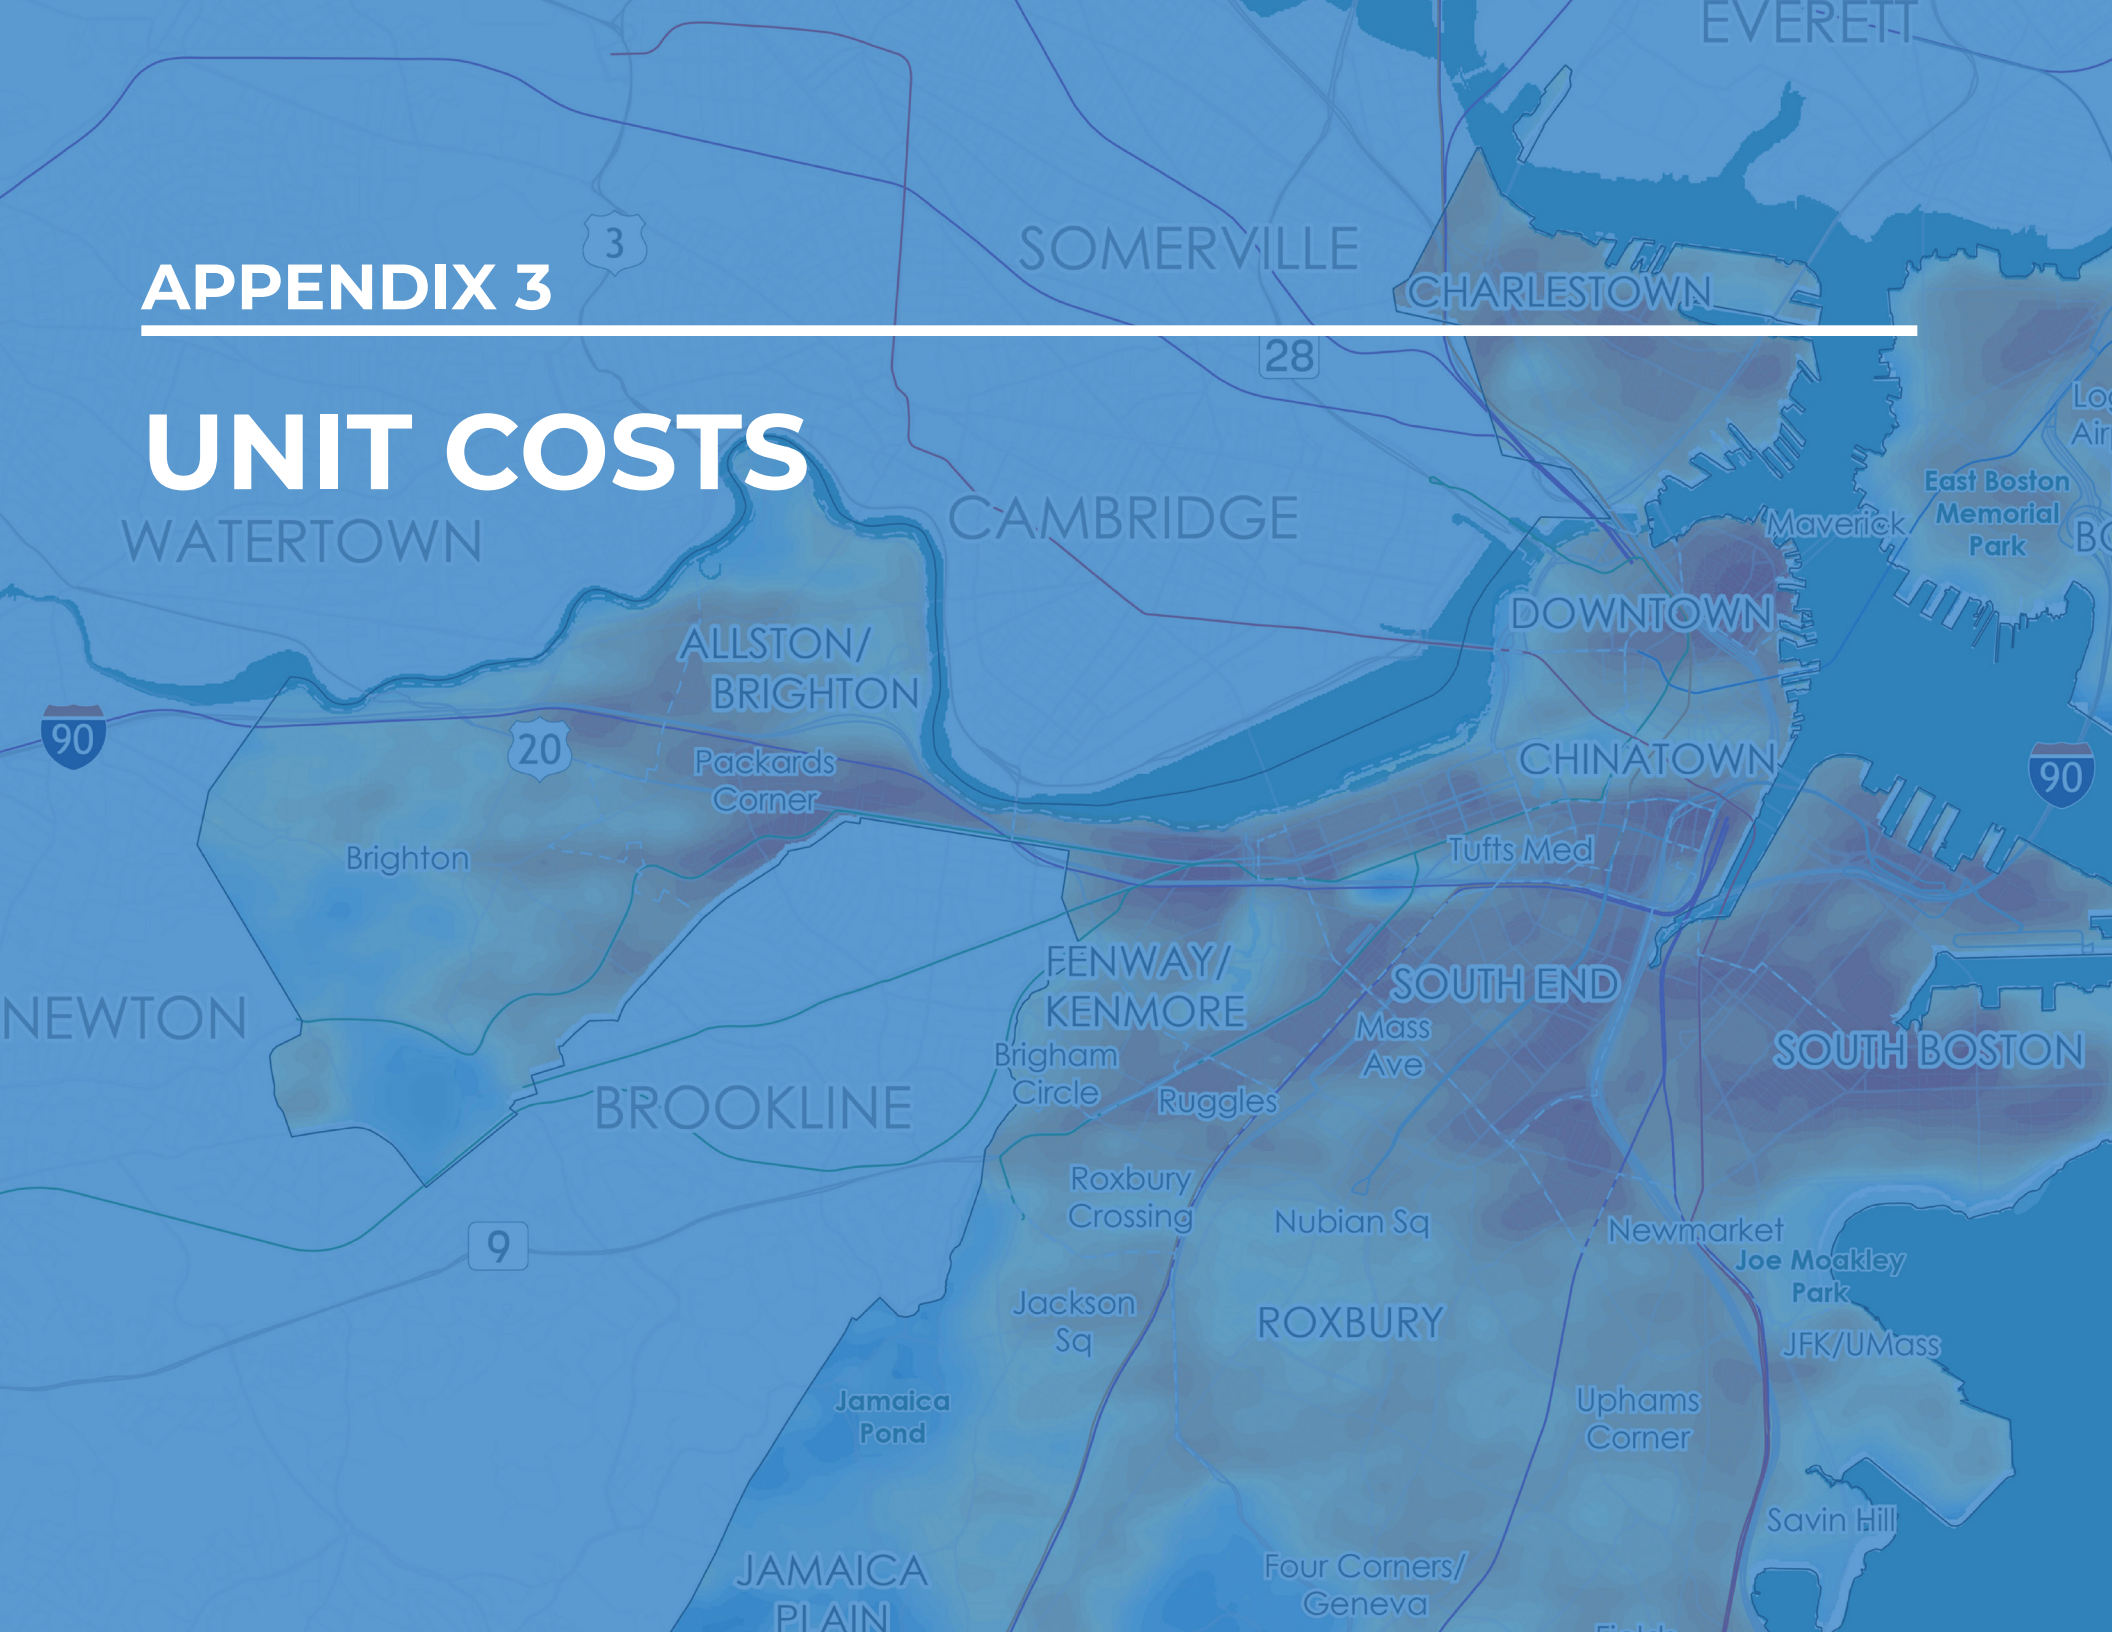 EVERETT
3
SOMERVILLE
APPENDIX 3
CHARLESTOWN
28
UNIT COSTS
East Boston
Memorial
Park
WATERTOWN
CAMBRIDGE
Maverick
DOWNTOWN
ALLSTON/
BRIGHTON
90
20
Packards
Corner
CHINATOWN
90
Brighton
Tufts Med
FENWAY/
KENMORE
SOUTH END
NEWTON
Mass
Ave
SOUTH BOSTON
Brigham
Circle
BROOKLINE
Ruggles
Roxbury
Crossing
Nubian Sq
Newmarket
9
Joe Moakley
Park
Jackson
Sq
ROXBURY
JFK/UMass
Jamaica
Pond
Uphams
Corner
Savin Hill
JAMAICA
PLAIN
Four Corners/
Geneva